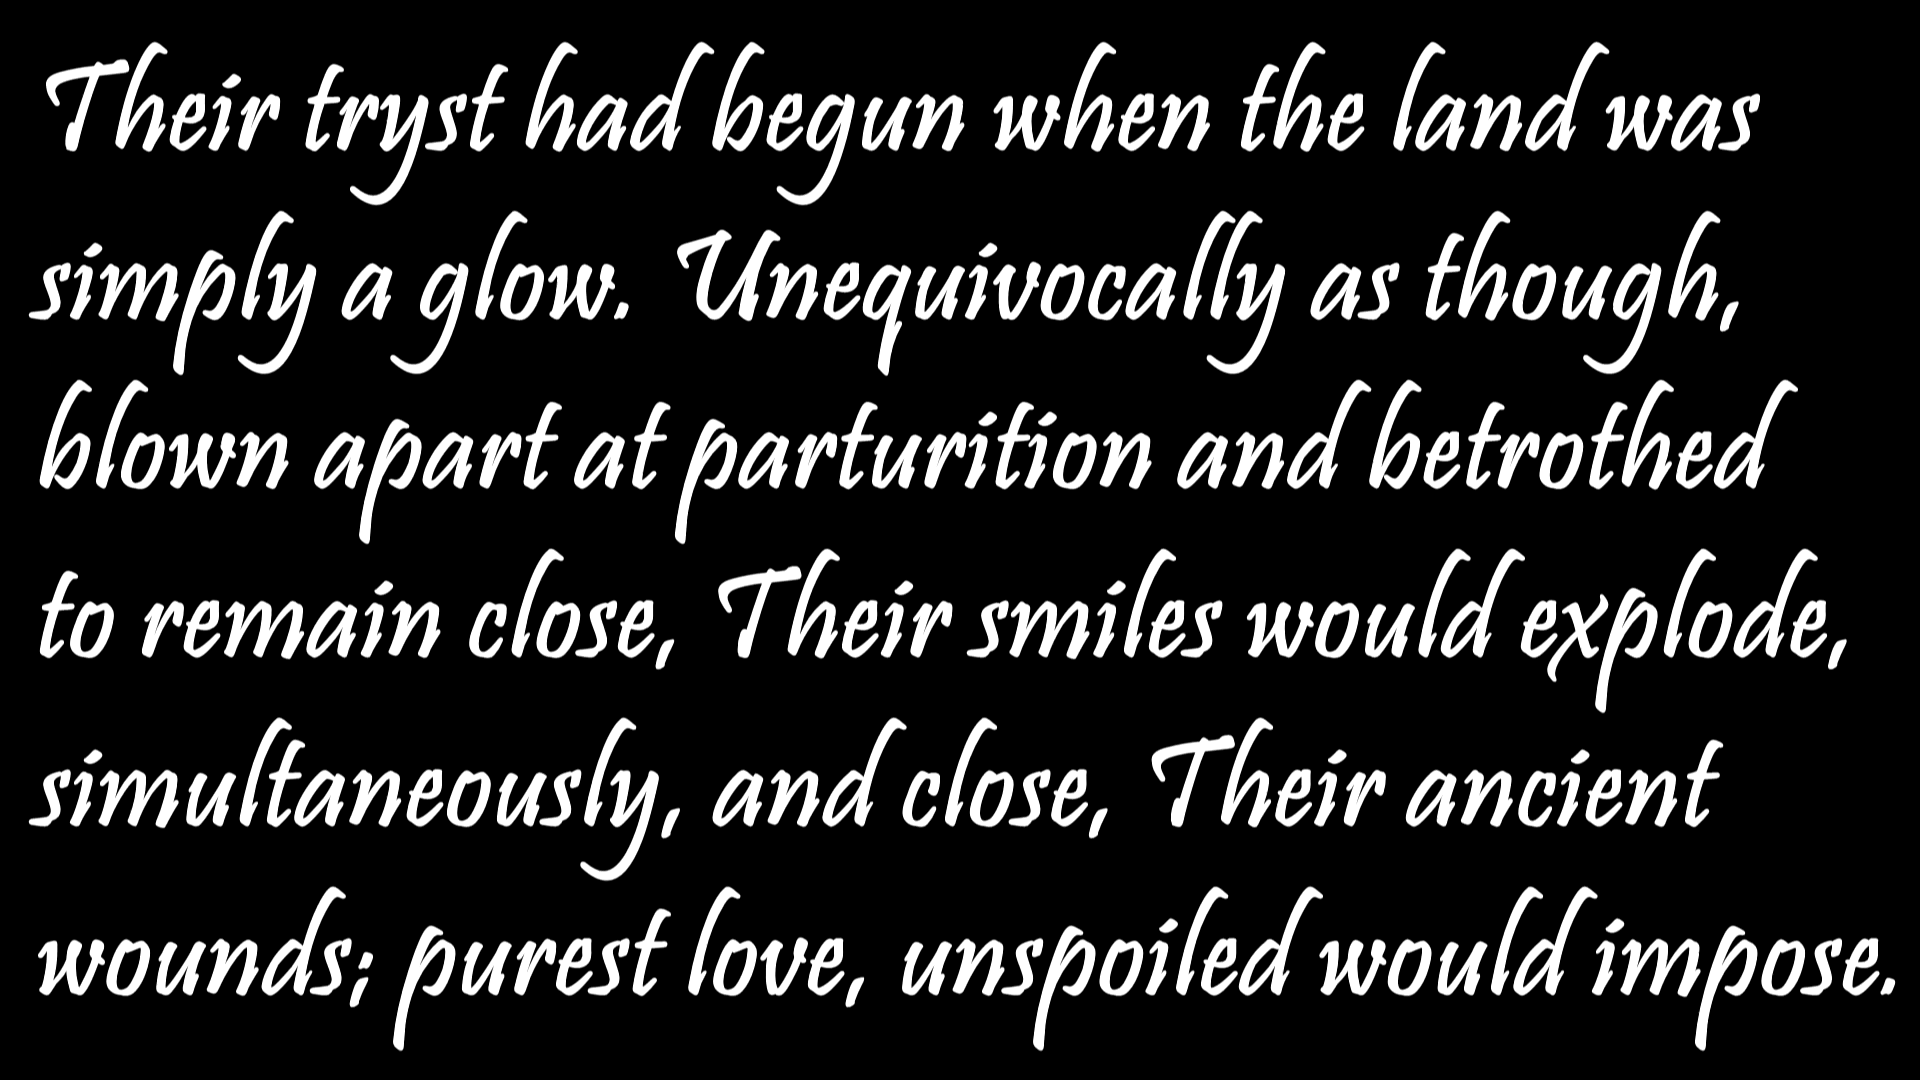 Their tryst had begun when the land was
simply a glow. Unequivocally as though,
blown apart at parturition and betrothed
to remain close, Their smiles would explode,
simultaneously, and close, Their ancient
wounds; purest love, unspoiled would impose.